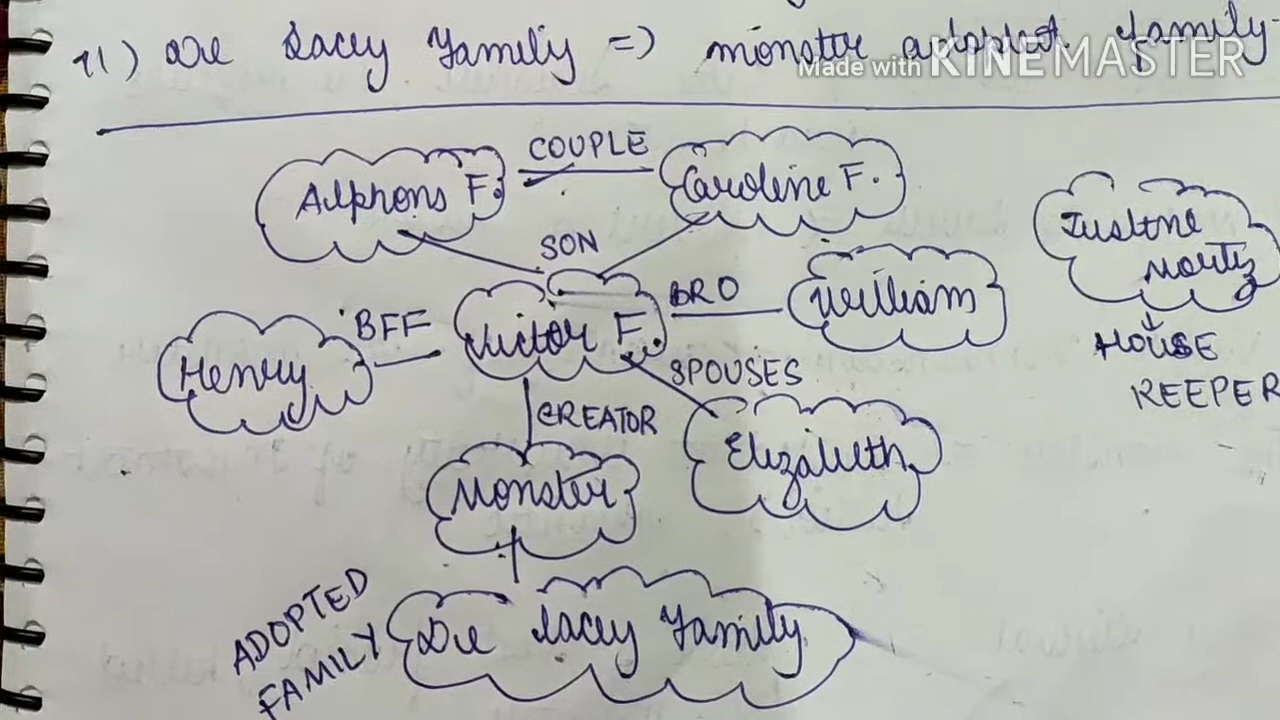 11) De Lacey Family => monster adopted family
Made with KINEMASTER
COUPLE
Alphons F.
Caroline F.
SON
Justine
Moritz
BRO
William
BFF
Victor F.
HOUSE
KEEPER
Henry
SPOUSES
CREATOR
Elizabeth
Monster
ADOPTED
FAMILY
De Lacey Family